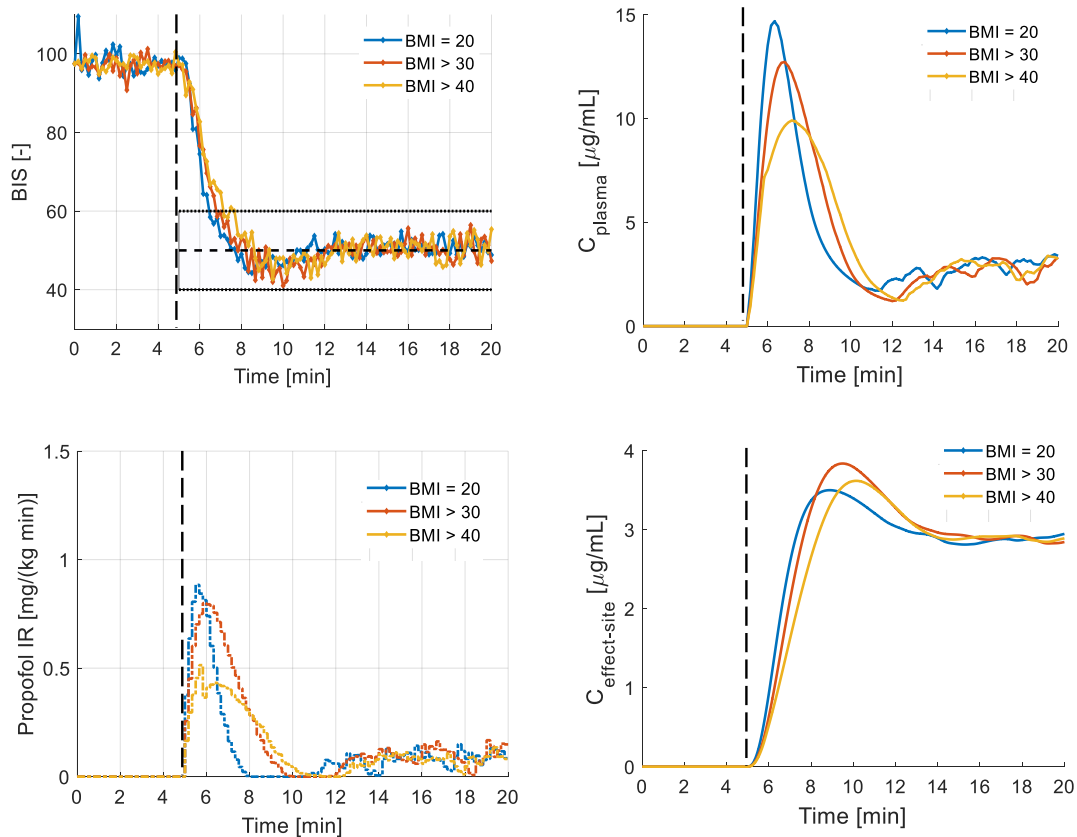 BIS [-]
100
80
60
40
BMI = 20
BMI > 30
BMI > 40
0 2 4 6 8 10 12 14 16 18 20
Time [min]
C plasma [μg/mL]
15
10
5
0
BMI = 20
BMI > 30
BMI > 40
0 2 4 6 8 10 12 14 16 18 20
Time [min]
Propofol IR [mg/(kg min)]
1.5
1
0.5
0
BMI = 20
BMI > 30
BMI > 40
0 2 4 6 8 10 12 14 16 18 20
Time [min]
C effect-site [μg/mL]
4
3
2
1
0
BMI = 20
BMI > 30
BMI > 40
0 2 4 6 8 10 12 14 16 18 20
Time [min]